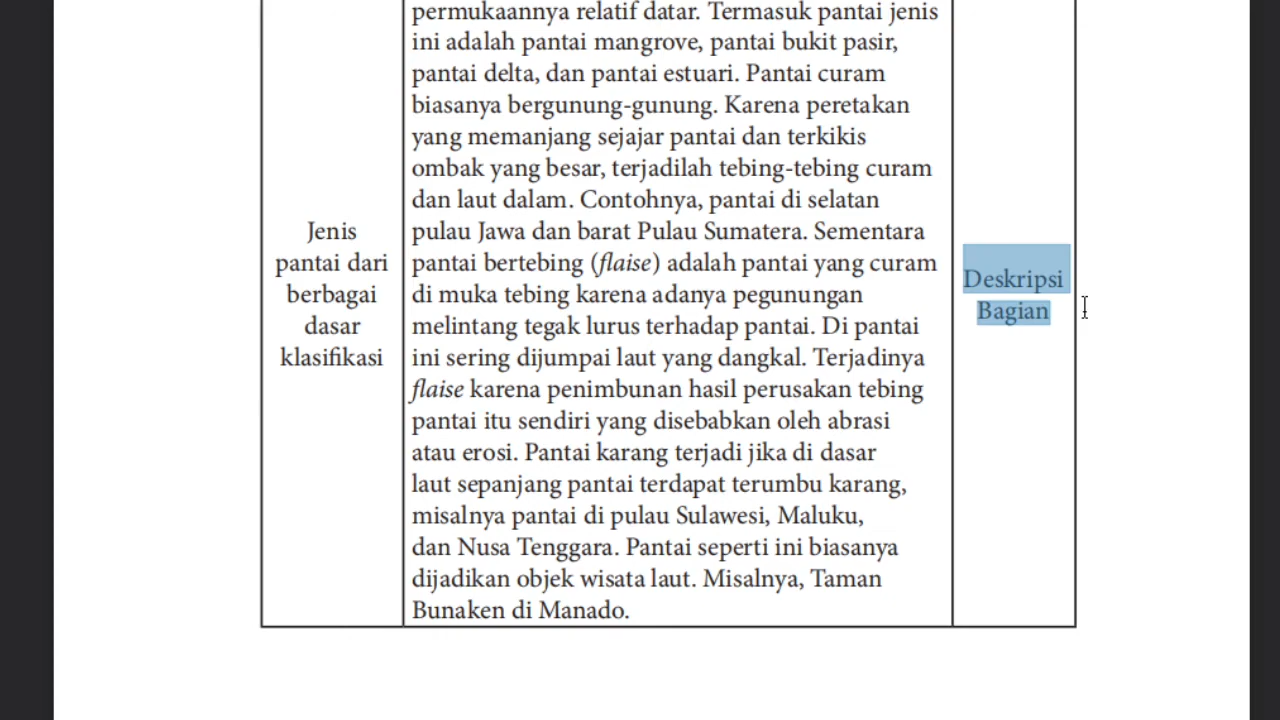 permukaannya relatif datar. Termasuk pantai jenis
ini adalah pantai mangrove, pantai bukit pasir,
pantai delta, dan pantai estuari. Pantai curam
biasanya bergunung-gunung. Karena peretakan
yang memanjang sejajar pantai dan terkikis
ombak yang besar, terjadilah tebing-tebing curam
dan laut dalam. Contohnya, pantai di selatan
pulau Jawa dan barat Pulau Sumatera. Sementara
pantai bertebing (flaise) adalah pantai yang curam
di muka tebing karena adanya pegunungan
melintang tegak lurus terhadap pantai. Di pantai
ini sering dijumpai laut yang dangkal. Terjadinya
flaise karena penimbunan hasil perusakan tebing
pantai itu sendiri yang disebabkan oleh abrasi
atau erosi. Pantai karang terjadi jika di dasar
laut sepanjang pantai terdapat terumbu karang,
misalnya pantai di pulau Sulawesi, Maluku,
dan Nusa Tenggara. Pantai seperti ini biasanya
dijadikan objek wisata laut. Misalnya, Taman
Bunaken di Manado.
Jenis
pantai dari
berbagai
dasar
klasifikasi
Deskripsi
Bagian